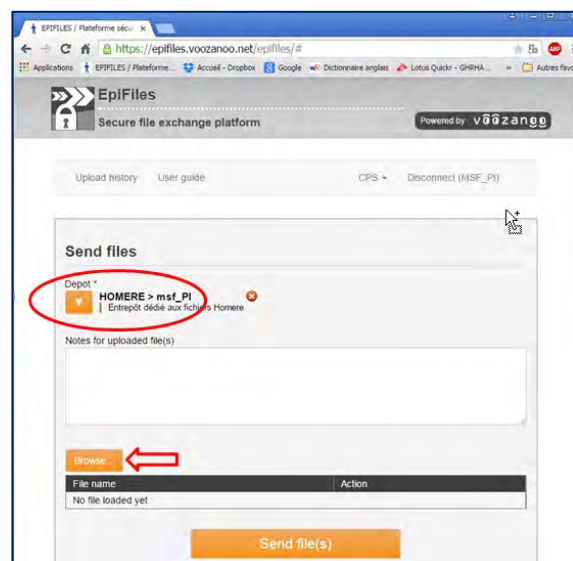 EPIFILES / Plateforme sécu
https://epifiles.voozanoo.net/epifiles/#
Applications EPIFILES / Plateforme... Accueil - Dropbox Google Dictionnaire anglais Lotus Quickr - GHRHA... » Autres favo
EpiFiles
Secure file exchange platform
Powered by voozanoo
Upload history User guide CPS Disconnect (MSF_PI)
Send files
Depot *
HOMERE > msf_PI
Entrepôt dédié aux fichiers Homere
Notes for uploaded file(s)
Browse...
File name Action
No file loaded yet
Send file(s)